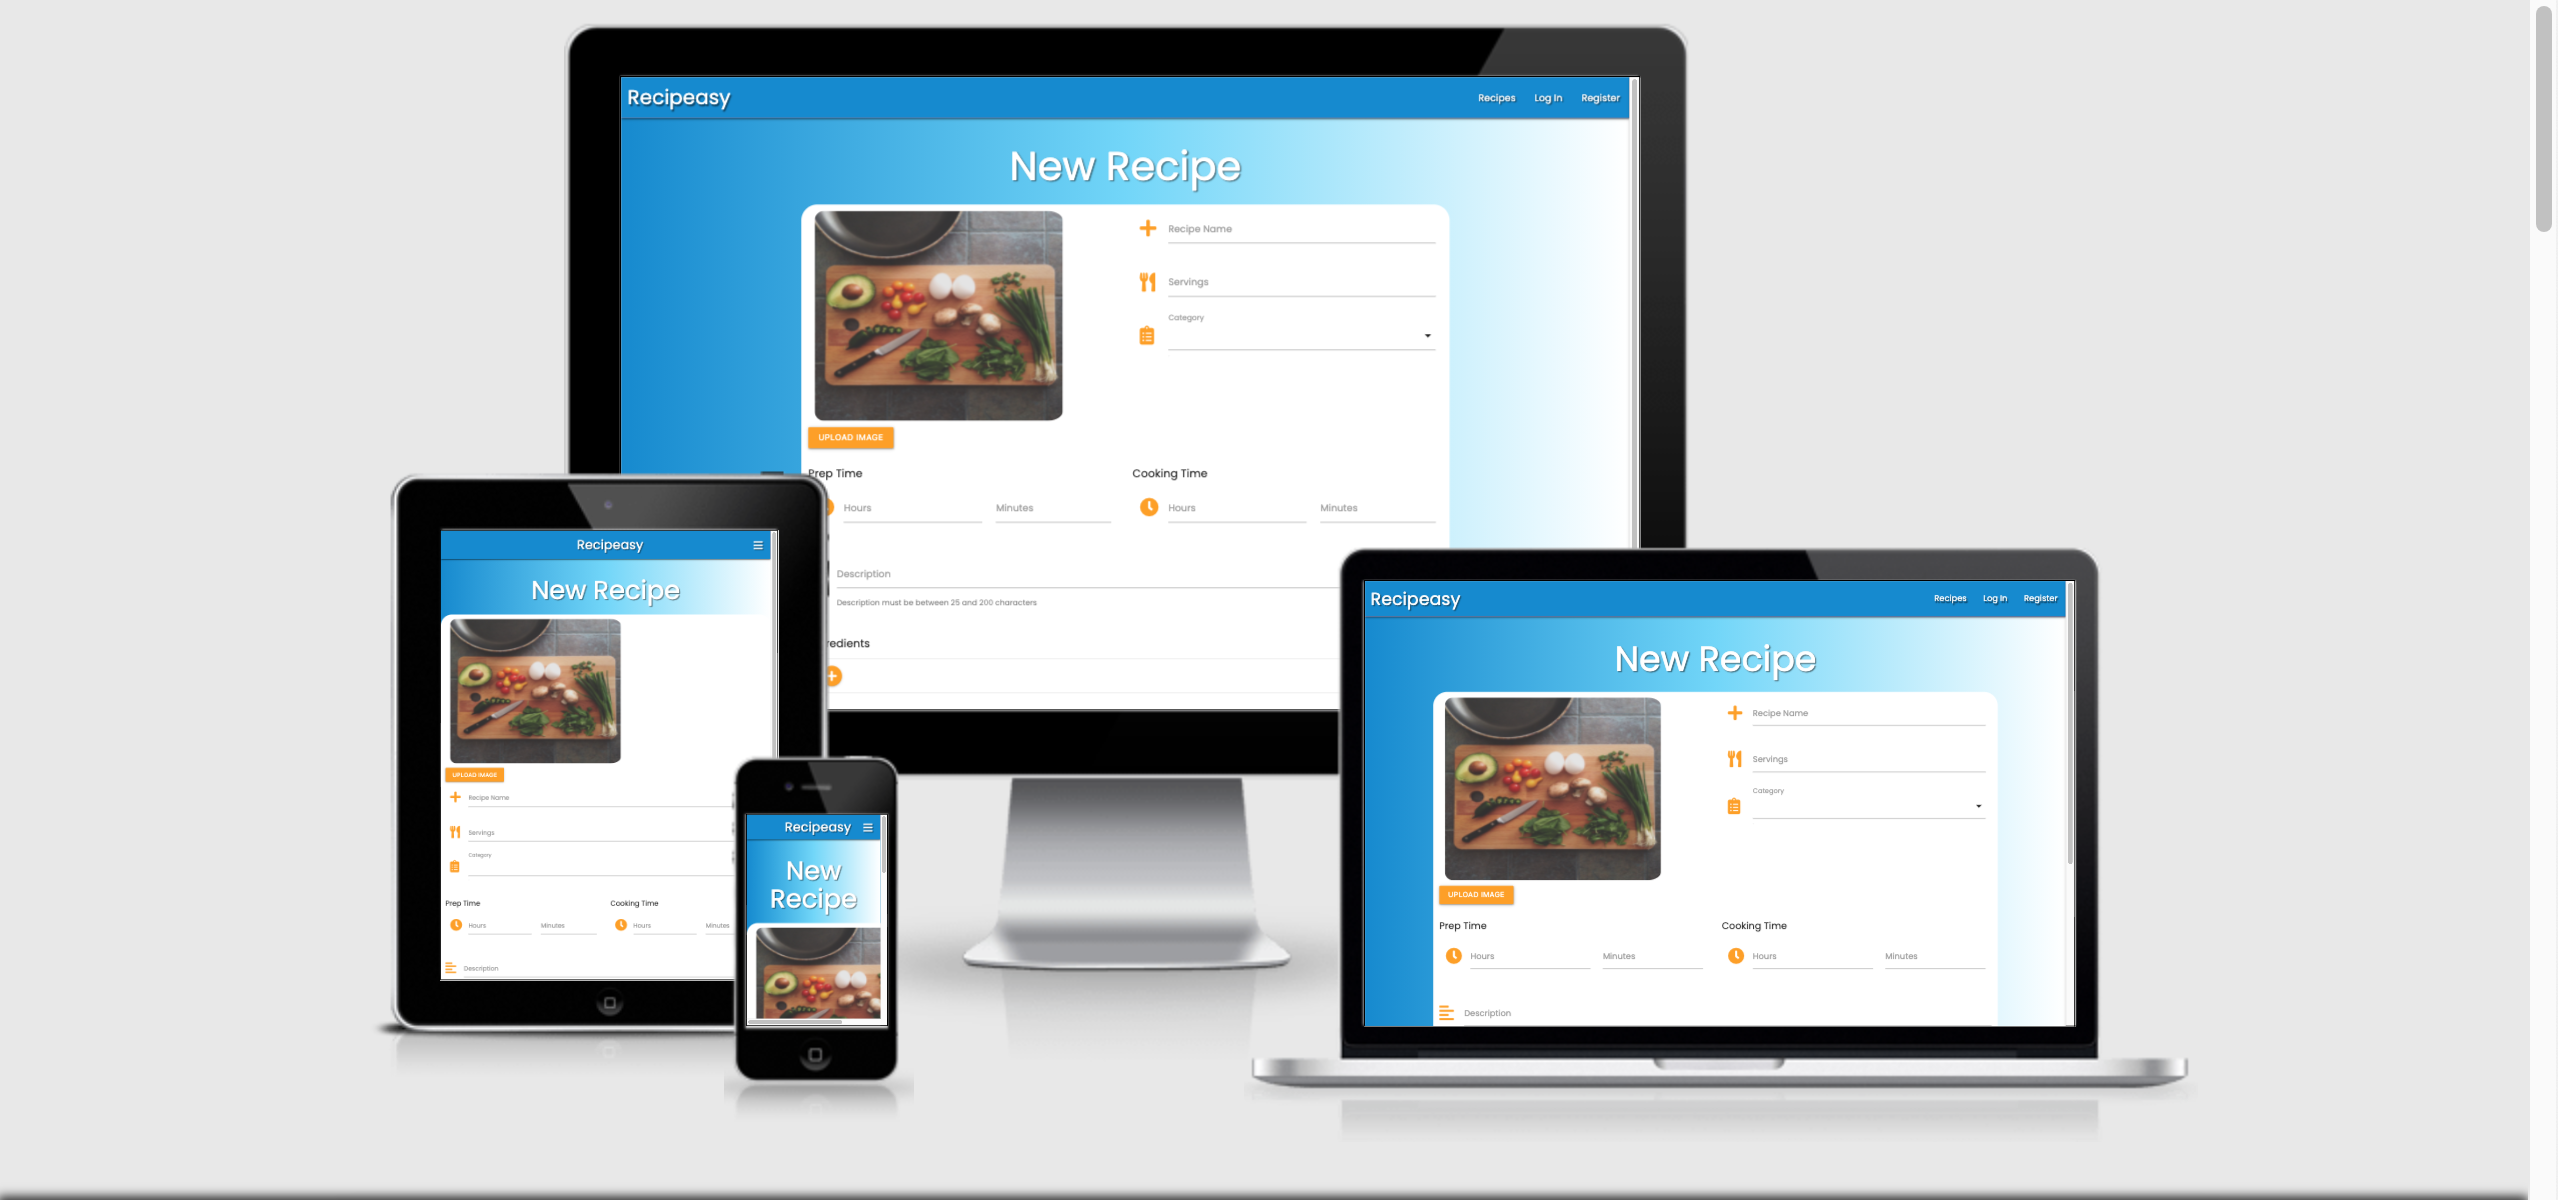 Recipeasy
Recipes Log In Register
New Recipe
Recipe Name
Servings
Category
UPLOAD IMAGE
Prep Time
Cooking Time
Hours
Minutes
Hours
Minutes
Description
Description must be between 25 and 200 characters
redients
Recipeasy
New Recipe
UPLOAD IMAGE
Recipe Name
Servings
Category
Prep Time
Cooking Time
Hours
Minutes
Hours
Minutes
Description
Recipeasy
New
Recipe
Recipeasy
Recipes Log In Register
New Recipe
Recipe Name
Servings
Category
UPLOAD IMAGE
Prep Time
Cooking Time
Hours
Minutes
Hours
Minutes
Description